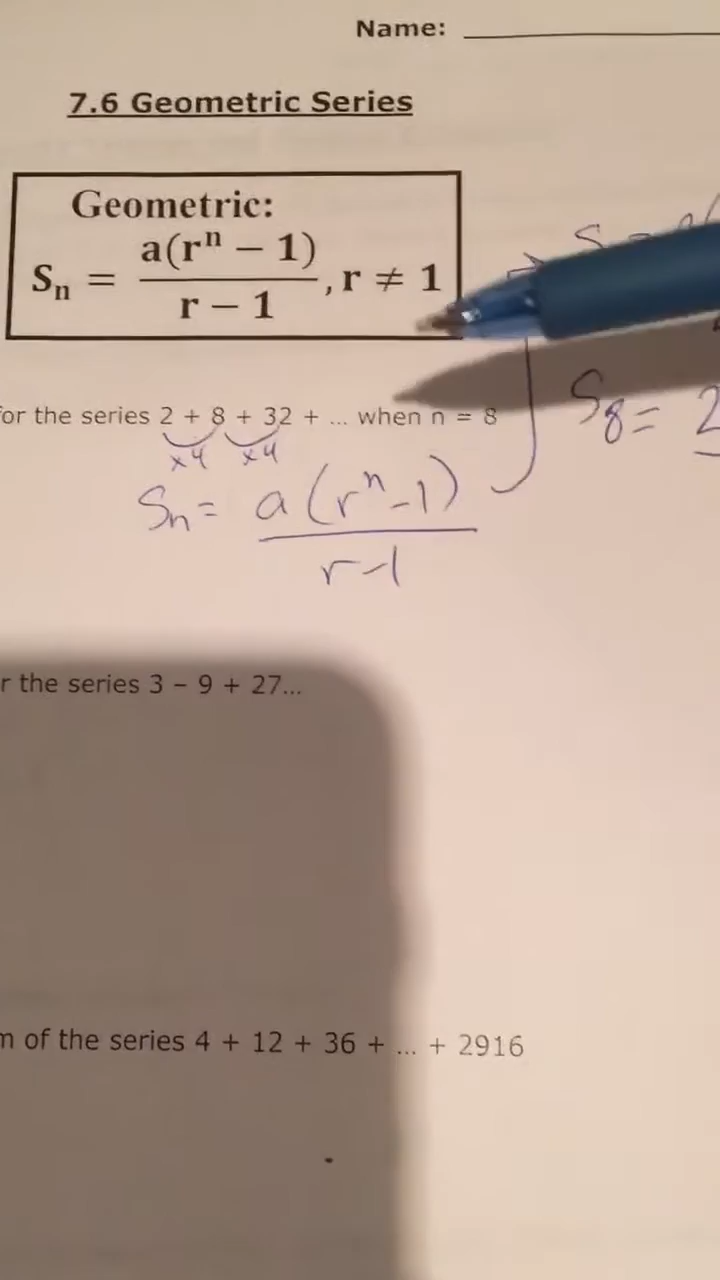 Name:
7.6 Geometric Series
Geometric:
Sₙ = a(rⁿ − 1) / r − 1 , r ≠ 1
for the series 2 + 8 + 32 + ... when n = 8
x4 x4
S₈ = 2
Sₙ = a(rⁿ-1) / r-1
the series 3 − 9 + 27...
of the series 4 + 12 + 36 + ... + 2916